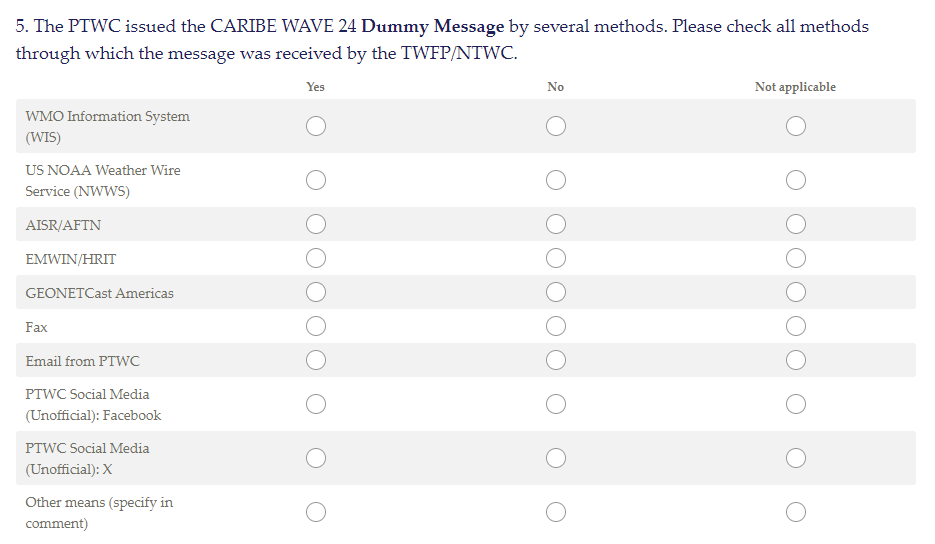 5. The PTWC issued the CARIBE WAVE 24 Dummy Message by several methods. Please check all methods
through which the message was received by the TWFP/NTWC.
Yes No Not applicable
WMO Information System
(WIS)
US NOAA Weather Wire
Service (NWWS)
AISR/AFTN
EMWIN/HRIT
GEONETCast Americas
Fax
Email from PTWC
PTWC Social Media
(Unofficial): Facebook
PTWC Social Media
(Unofficial): X
Other means (specify in
comment)